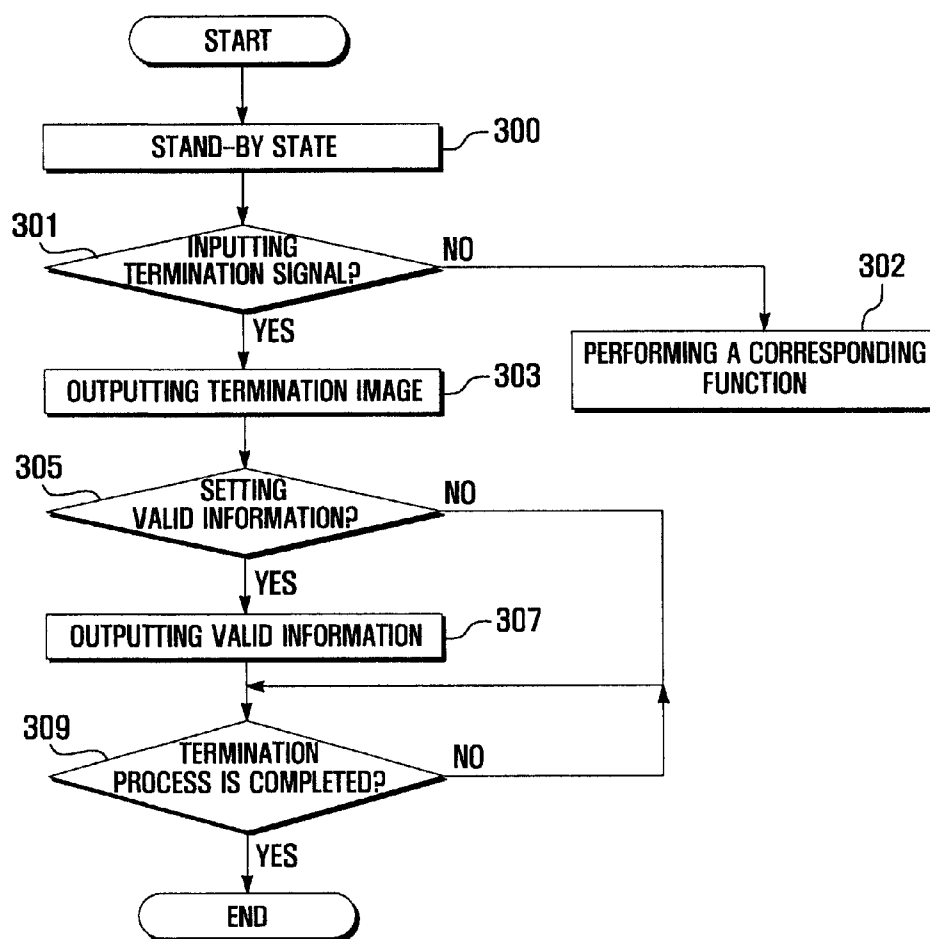 START
STAND-BY STATE
300
301
INPUTTING
TERMINATION SIGNAL?
NO
YES
302
PERFORMING A CORRESPONDING
FUNCTION
OUTPUTTING TERMINATION IMAGE
303
305
SETTING
VALID INFORMATION?
NO
YES
OUTPUTTING VALID INFORMATION
307
309
TERMINATION
PROCESS IS COMPLETED?
NO
YES
END